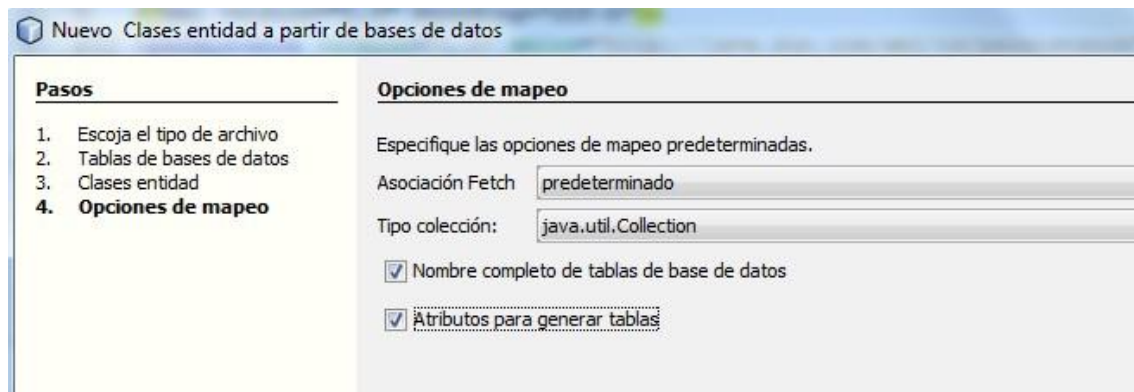 Nuevo Clases entidad a partir de bases de datos
Pasos
1. Escoja el tipo de archivo
2. Tablas de bases de datos
3. Clases entidad
4. Opciones de mapeo
Opciones de mapeo
Especifique las opciones de mapeo predeterminadas.
Asociación Fetch predeterminado
Tipo colección: java.util.Collection
Nombre completo de tablas de base de datos
Atributos para generar tablas